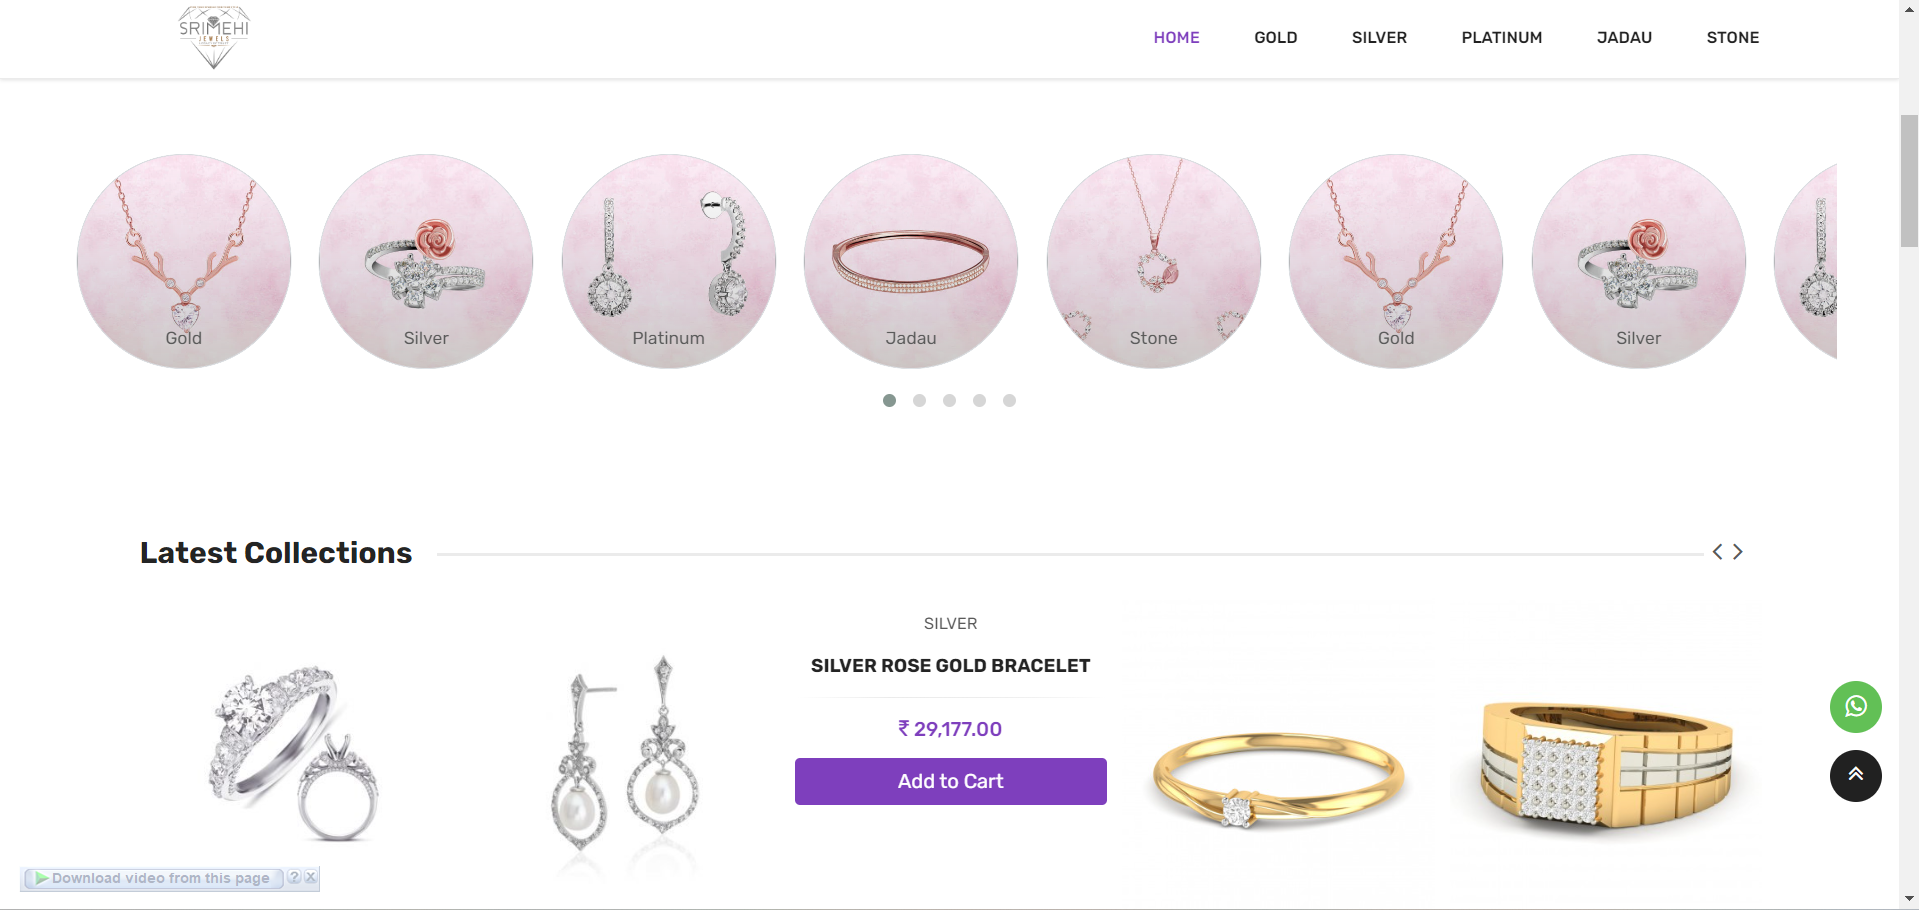 SRIMEHI
JEWELS
HOME
GOLD
SILVER
PLATINUM
JADAU
STONE
Gold
Silver
Platinum
Jadau
Stone
Gold
Silver
Latest Collections
SILVER
SILVER ROSE GOLD BRACELET
₹ 29,177.00
Add to Cart
Download video from this page
?
X